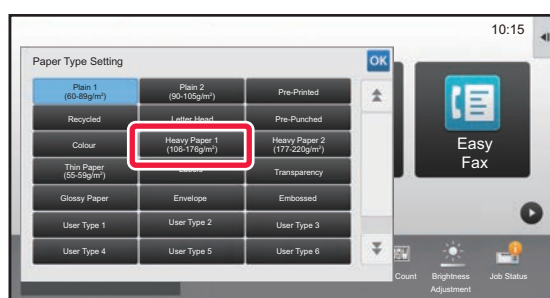 10:15
Paper Type Setting
OK
Plain 1
(60-89g/m²)
Plain 2
(90-105g/m²)
Pre-Printed
Recycled
Letter Head
Pre-Punched
Colour
Heavy Paper 1
(106-176g/m²)
Heavy Paper 2
(177-220g/m²)
Thin Paper
(55-59g/m²)
Labels
Transparency
Glossy Paper
Envelope
Embossed
User Type 1
User Type 2
User Type 3
User Type 4
User Type 5
User Type 6
Easy
Fax
Count
Brightness
Adjustment
Job Status